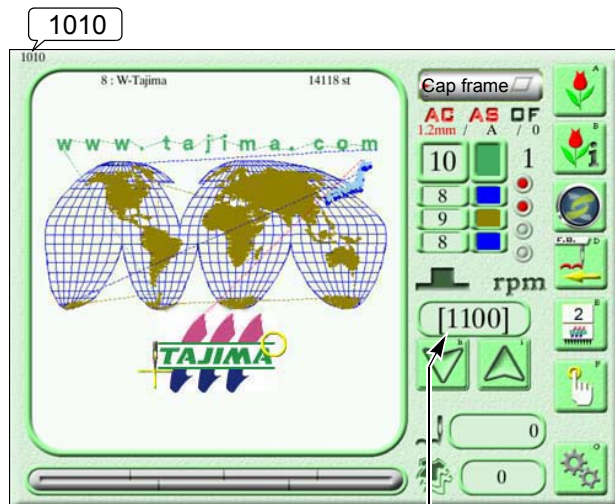 1010
1010
8 : W-Tajima 14118 st
www.tajima.com
TAJIMA
Cap frame
AC AS OF
1.2mm / A / 0
10 1
8
9
8
rpm
[1100]
h i
0
0
A
B
i
F.B. D
E
2
F
O